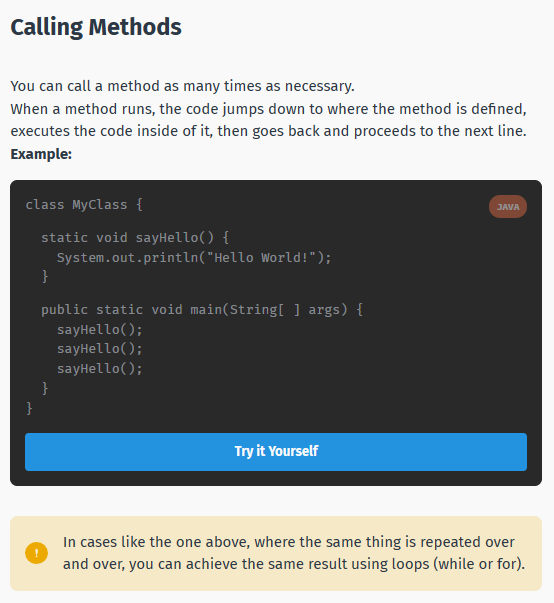 Calling Methods
You can call a method as many times as necessary.
When a method runs, the code jumps down to where the method is defined,
executes the code inside of it, then goes back and proceeds to the next line.
Example:
class MyClass {
JAVA
  static void sayHello() {
    System.out.println("Hello World!");
  }
  public static void main(String[ ] args) {
    sayHello();
    sayHello();
    sayHello();
  }
}
Try it Yourself
!
In cases like the one above, where the same thing is repeated over
and over, you can achieve the same result using loops (while or for).